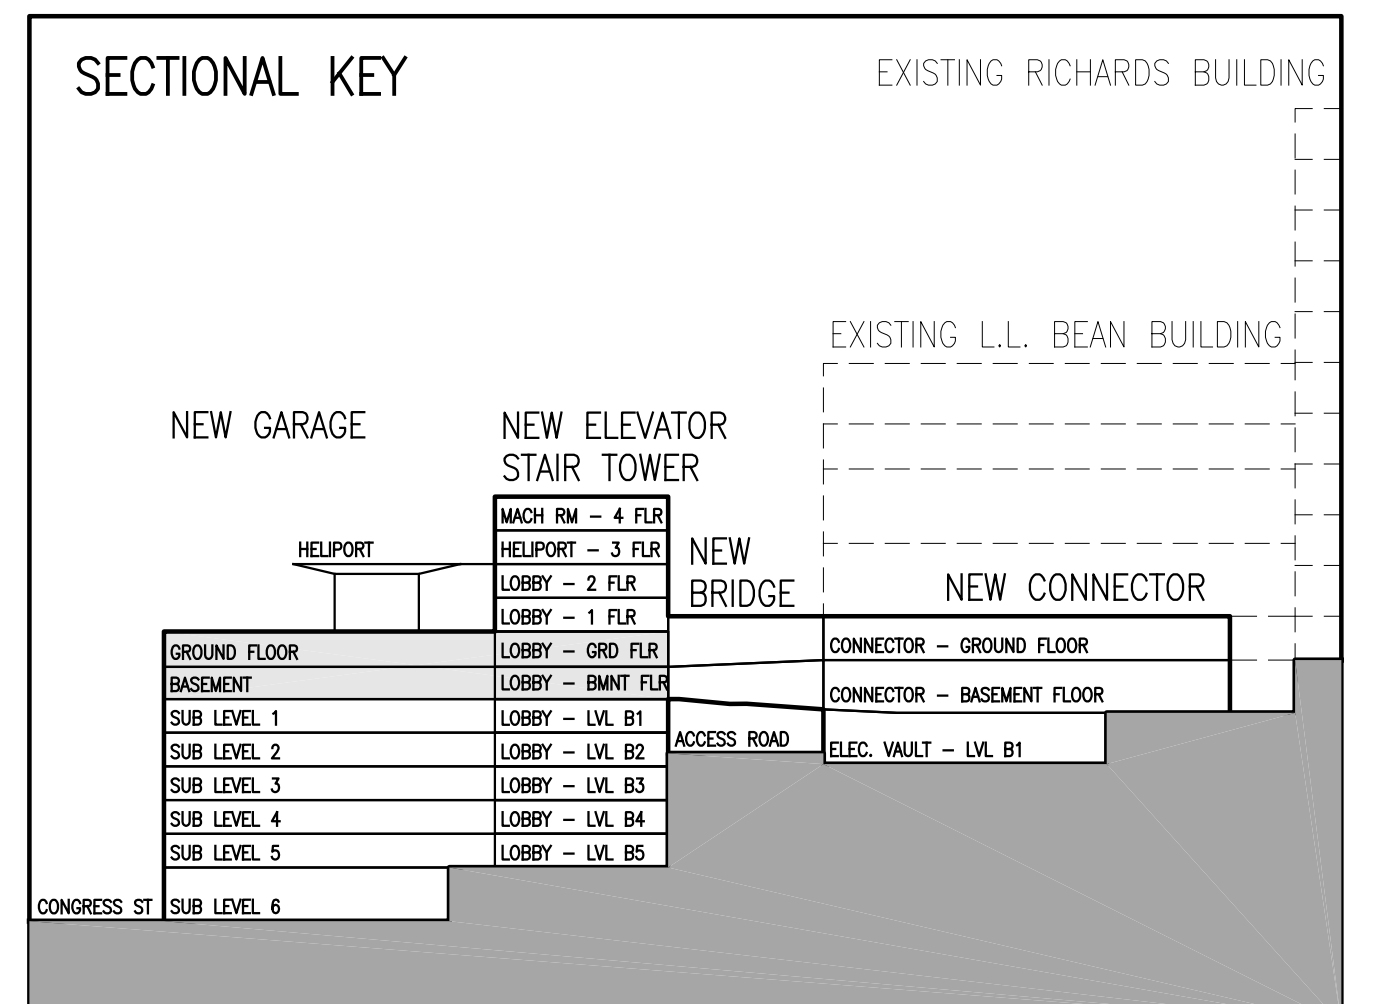 SECTIONAL KEY
EXISTING RICHARDS BUILDING
EXISTING L.L. BEAN BUILDING
NEW GARAGE
NEW ELEVATOR
STAIR TOWER
MACH RM – 4 FLR
HELIPORT
HELIPORT – 3 FLR
NEW
BRIDGE
LOBBY – 2 FLR
NEW CONNECTOR
LOBBY – 1 FLR
GROUND FLOOR
LOBBY – GRD FLR
CONNECTOR – GROUND FLOOR
BASEMENT
LOBBY – BMNT FLR
CONNECTOR – BASEMENT FLOOR
SUB LEVEL 1
LOBBY – LVL B1
ACCESS ROAD
SUB LEVEL 2
LOBBY – LVL B2
ELEC. VAULT – LVL B1
SUB LEVEL 3
LOBBY – LVL B3
SUB LEVEL 4
LOBBY – LVL B4
SUB LEVEL 5
LOBBY – LVL B5
CONGRESS ST
SUB LEVEL 6